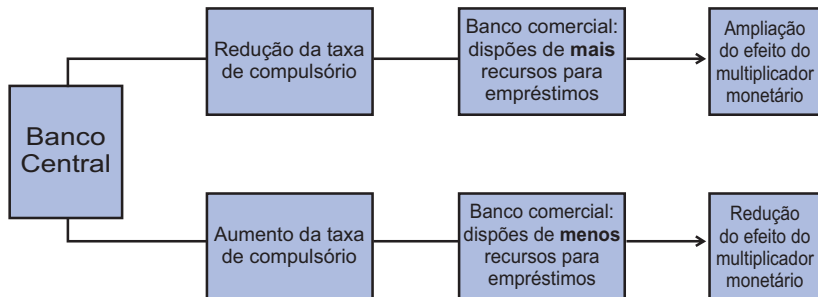 Banco
Central
Redução da taxa
de compulsório
Banco comercial:
dispões de mais
recursos para
empréstimos
Ampliação
do efeito do
multiplicador
monetário
Aumento da taxa
de compulsório
Banco comercial:
dispões de menos
recursos para
empréstimos
Redução
do efeito do
multiplicador
monetário